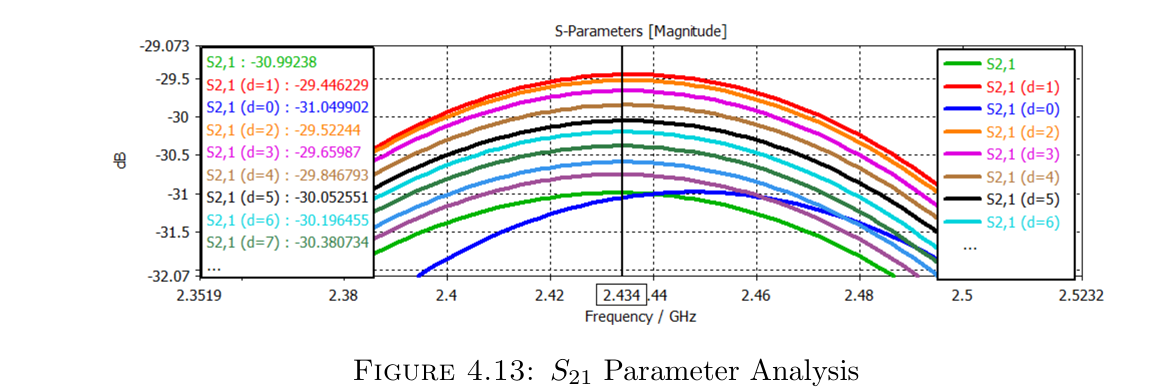 S-Parameters [Magnitude]
-29.073
-29.5
-30
-30.5
-31
-31.5
-32.07
dB
S2,1 : -30.99238
S2,1 (d=1) : -29.446229
S2,1 (d=0) : -31.049902
S2,1 (d=2) : -29.52244
S2,1 (d=3) : -29.65987
S2,1 (d=4) : -29.846793
S2,1 (d=5) : -30.052551
S2,1 (d=6) : -30.196455
S2,1 (d=7) : -30.380734
...
S2,1
S2,1 (d=1)
S2,1 (d=0)
S2,1 (d=2)
S2,1 (d=3)
S2,1 (d=4)
S2,1 (d=5)
S2,1 (d=6)
...
2.3519 2.38 2.4 2.42 2.434 .44 2.46 2.48 2.5 2.5232
Frequency / GHz
FIGURE 4.13: S21 Parameter Analysis